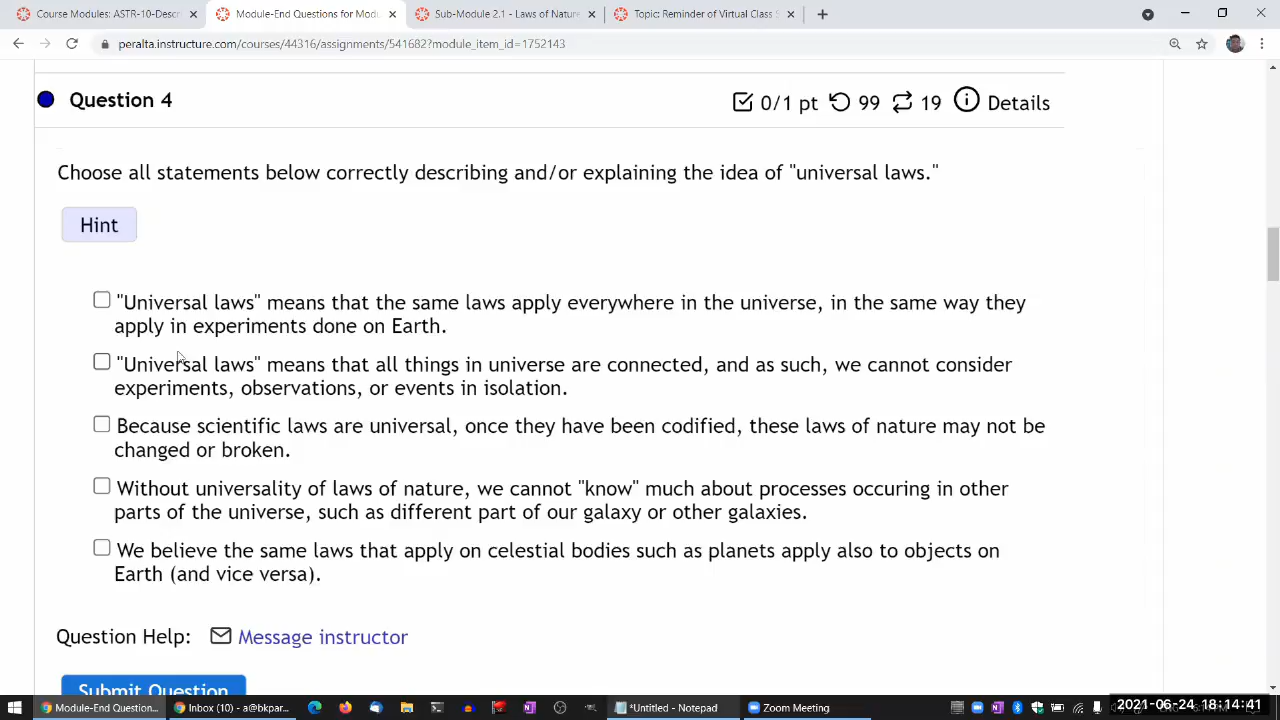 Course Modules: ASTR-10-Descr
Module-End Questions for Modu
Sub-Module 2.1 - Laws of Nature
Topic Reminder of Virtual Class S
peralta.instructure.com/courses/44316/assignments/541682?module_item_id=1752143
Question 4
0/1 pt 99 19 Details
Choose all statements below correctly describing and/or explaining the idea of "universal laws."
Hint
"Universal laws" means that the same laws apply everywhere in the universe, in the same way they
apply in experiments done on Earth.
"Universal laws" means that all things in universe are connected, and as such, we cannot consider
experiments, observations, or events in isolation.
Because scientific laws are universal, once they have been codified, these laws of nature may not be
changed or broken.
Without universality of laws of nature, we cannot "know" much about processes occuring in other
parts of the universe, such as different part of our galaxy or other galaxies.
We believe the same laws that apply on celestial bodies such as planets apply also to objects on
Earth (and vice versa).
Question Help: Message instructor
Submit Question
Module-End Question...
Inbox (10) - a@bkpar...
*Untitled - Notepad
Zoom Meeting
2021-06-24 18:14:41